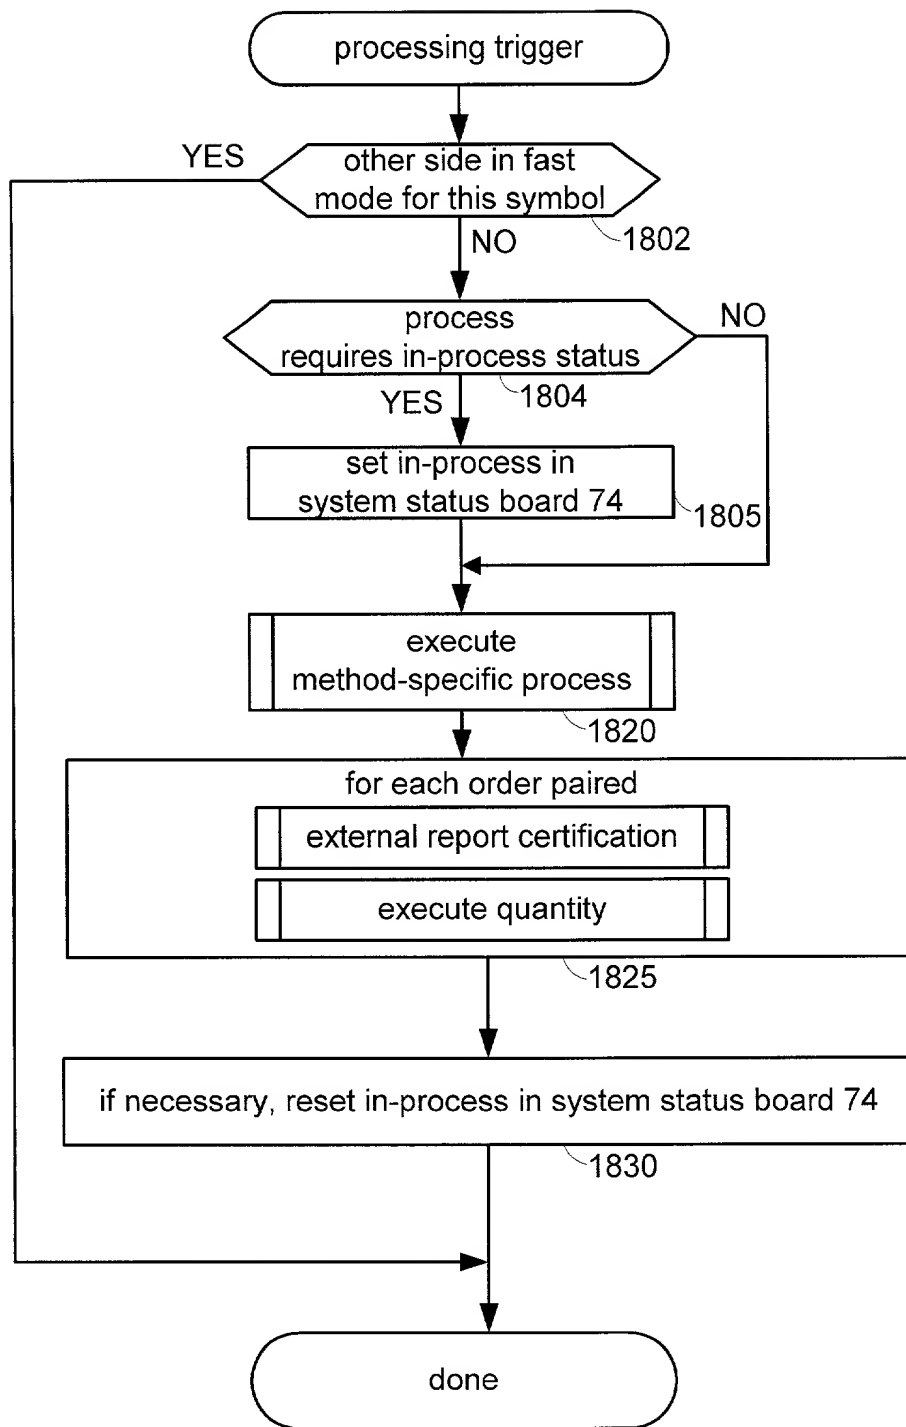 processing trigger
YES
other side in fast
mode for this symbol
1802
NO
process
requires in-process status
NO
1804
YES
set in-process in
system status board 74
1805
execute
method-specific process
1820
for each order paired
external report certification
execute quantity
1825
if necessary, reset in-process in system status board 74
1830
done